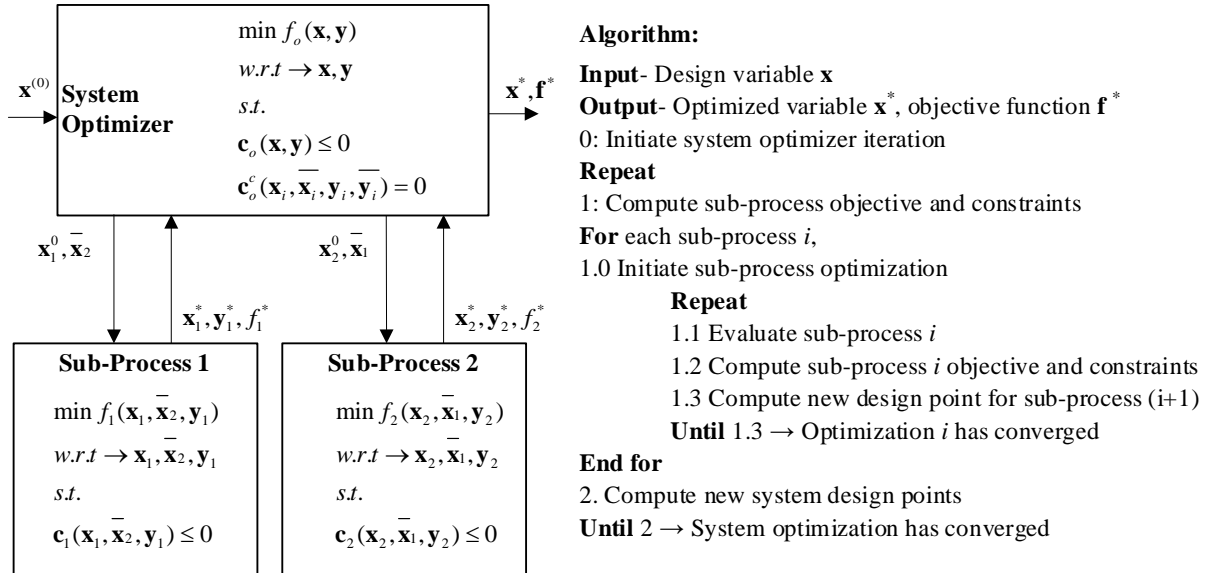 min f_o(x, y)
w.r.t → x, y
s.t.
c_o(x, y) ≤ 0
c_o^c(x_i, x̄_i, y_i, ȳ_i) = 0
x^(0)
System
Optimizer
x^*, f^*
x_1^0, x̄_2
x_2^0, x̄_1
x_1^*, y_1^*, f_1^*
x_2^*, y_2^*, f_2^*
Sub-Process 1
min f_1(x_1, x̄_2, y_1)
w.r.t → x_1, x̄_2, y_1
s.t.
c_1(x_1, x̄_2, y_1) ≤ 0
Sub-Process 2
min f_2(x_2, x̄_1, y_2)
w.r.t → x_2, x̄_1, y_2
s.t.
c_2(x_2, x̄_1, y_2) ≤ 0
Algorithm:
Input- Design variable x
Output- Optimized variable x^*, objective function f^*
0: Initiate system optimizer iteration
Repeat
1: Compute sub-process objective and constraints
For each sub-process i,
1.0 Initiate sub-process optimization
Repeat
1.1 Evaluate sub-process i
1.2 Compute sub-process i objective and constraints
1.3 Compute new design point for sub-process (i+1)
Until 1.3 → Optimization i has converged
End for
2. Compute new system design points
Until 2 → System optimization has converged